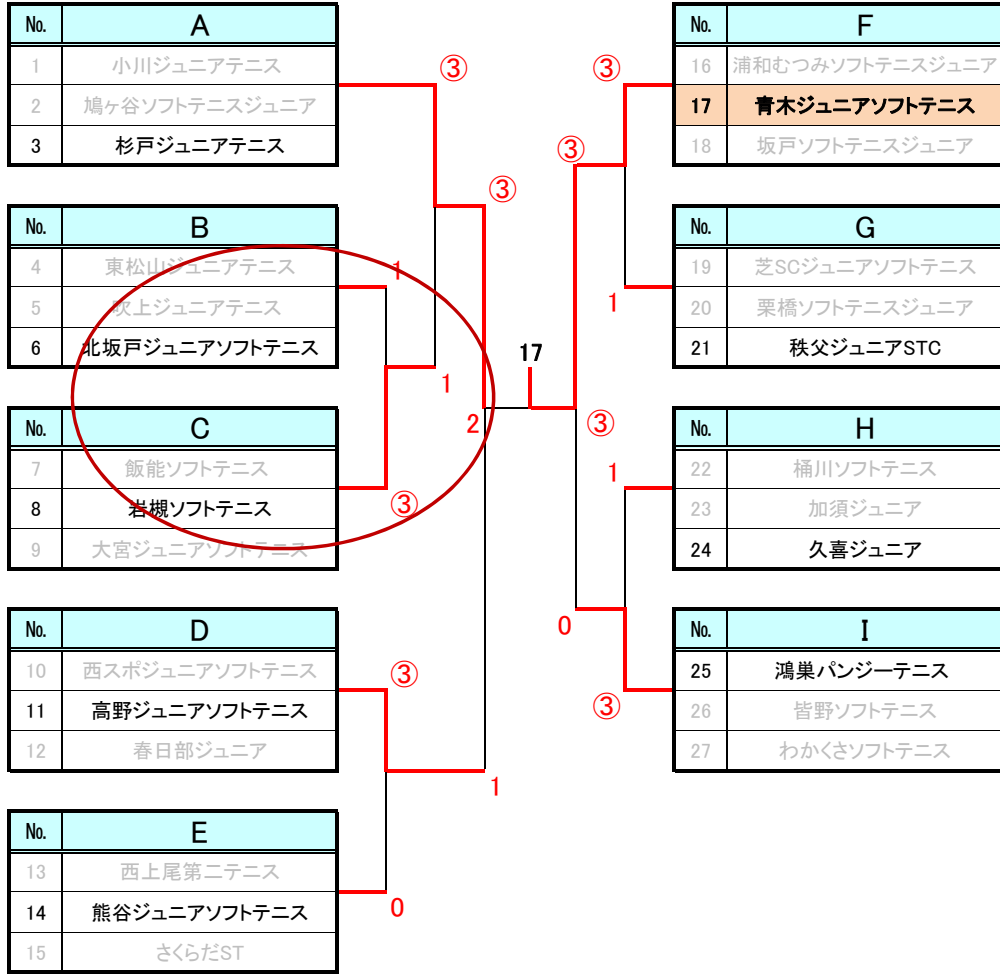 No. A
1 小川ジュニアテニス
2 鳩ヶ谷ソフトテニスジュニア
3 杉戸ジュニアテニス
③
No. B
4 東松山ジュニアテニス
5 吹上ジュニアテニス
6 北坂戸ジュニアソフトテニス
1
③
1
No. C
7 飯能ソフトテニス
8 岩槻ソフトテニス
9 大宮ジュニアソフトテニス
③
2
No. D
10 西スポジュニアソフトテニス
11 高野ジュニアソフトテニス
12 春日部ジュニア
③
1
No. E
13 西上尾第二テニス
14 熊谷ジュニアソフトテニス
15 さくらだST
0
17
No. F
16 浦和むつみソフトテニスジュニア
17 青木ジュニアソフトテニス
18 坂戸ソフトテニスジュニア
③
③
No. G
19 芝SCジュニアソフトテニス
20 栗橋ソフトテニスジュニア
21 秩父ジュニアSTC
1
③
No. H
22 桶川ソフトテニス
23 加須ジュニア
24 久喜ジュニア
1
0
No. I
25 鴻巣パンジーテニス
26 皆野ソフトテニス
27 わかくさソフトテニス
③